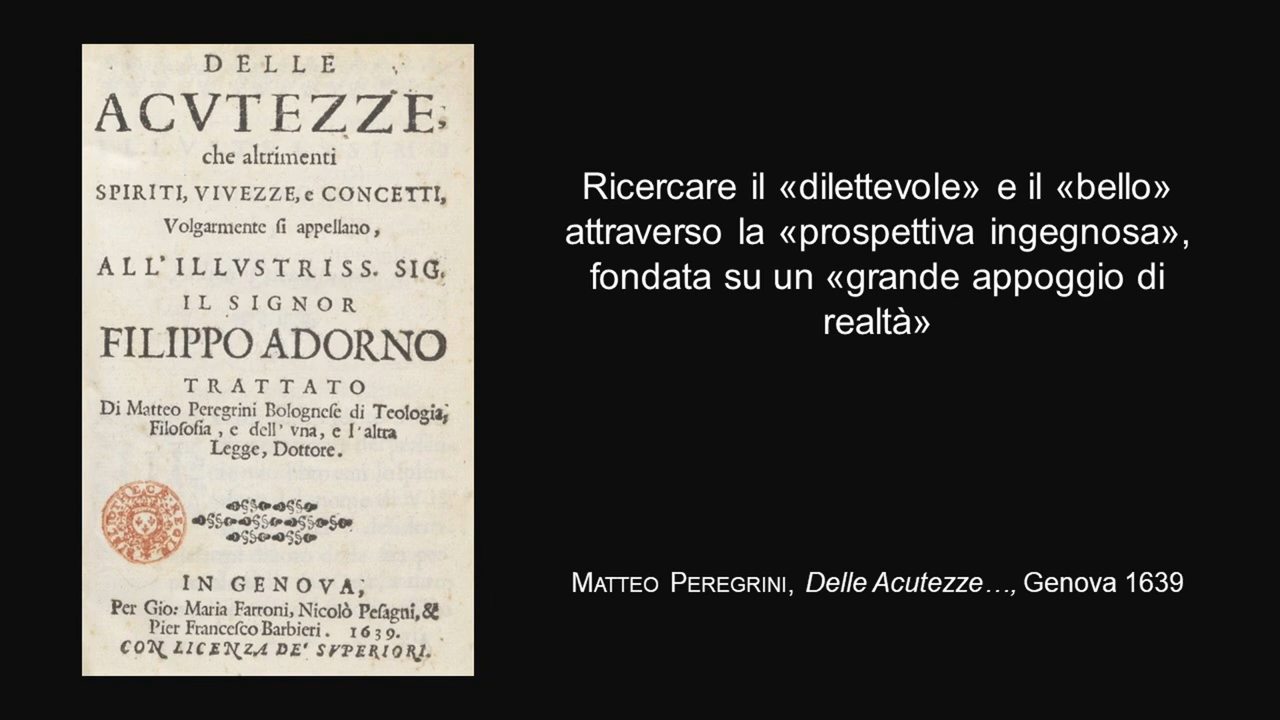 DELLE
ACVTEZZE,
che altrimenti
SPIRITI, VIVEZZE, e CONCETTI,
Volgarmente ſi appellano,
ALL' ILLVSTRISS. SIG.
IL SIGNOR
FILIPPO ADORNO
TRATTATO
Di Matteo Peregrini Bologneſe di Teologia,
Filoſofia, e dell' vna, e l'altra
Legge, Dottore.
IN GENOVA,
Per Gio: Maria Farroni, Nicolò Peſagni, &
Pier Franceſco Barbieri. 1639.
CON LICENZA DE' SVPERIORI.
Ricercare il «dilettevole» e il «bello»
attraverso la «prospettiva ingegnosa»,
fondata su un «grande appoggio di
realtà»
MATTEO PEREGRINI, Delle Acutezze…, Genova 1639